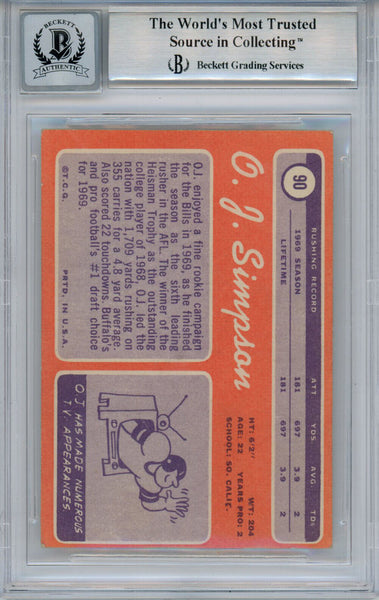 BECKETT
AUTHENTIC
The World's Most Trusted
Source in Collecting™
B Beckett Grading Services
90
O. J. Simpson
HT: 6'2" WT: 204
AGE: 22 YEARS PRO: 2
SCHOOL: SO. CALIF.
RUSHING RECORD ATT. YDS. AVG. TDs
1969 SEASON 181 697 3.9 2
LIFETIME 181 697 3.9 2
O.J. enjoyed a fine rookie campaign
for the Bills in 1969, as he finished
the season as the sixth leading
rusher in the AFL. The winner of the
Heisman Trophy as the outstanding
college player of 1968, O.J. led the
nation with 1,709 yards rushing on
355 carries for a 4.8 yard average.
Also scored 22 touchdowns. Buffalo's
and pro football's #1 draft choice
for 1969.
©T.C.G. PRTD. IN U.S.A.
O.J. HAS MADE NUMEROUS
T.V. APPEARANCES.